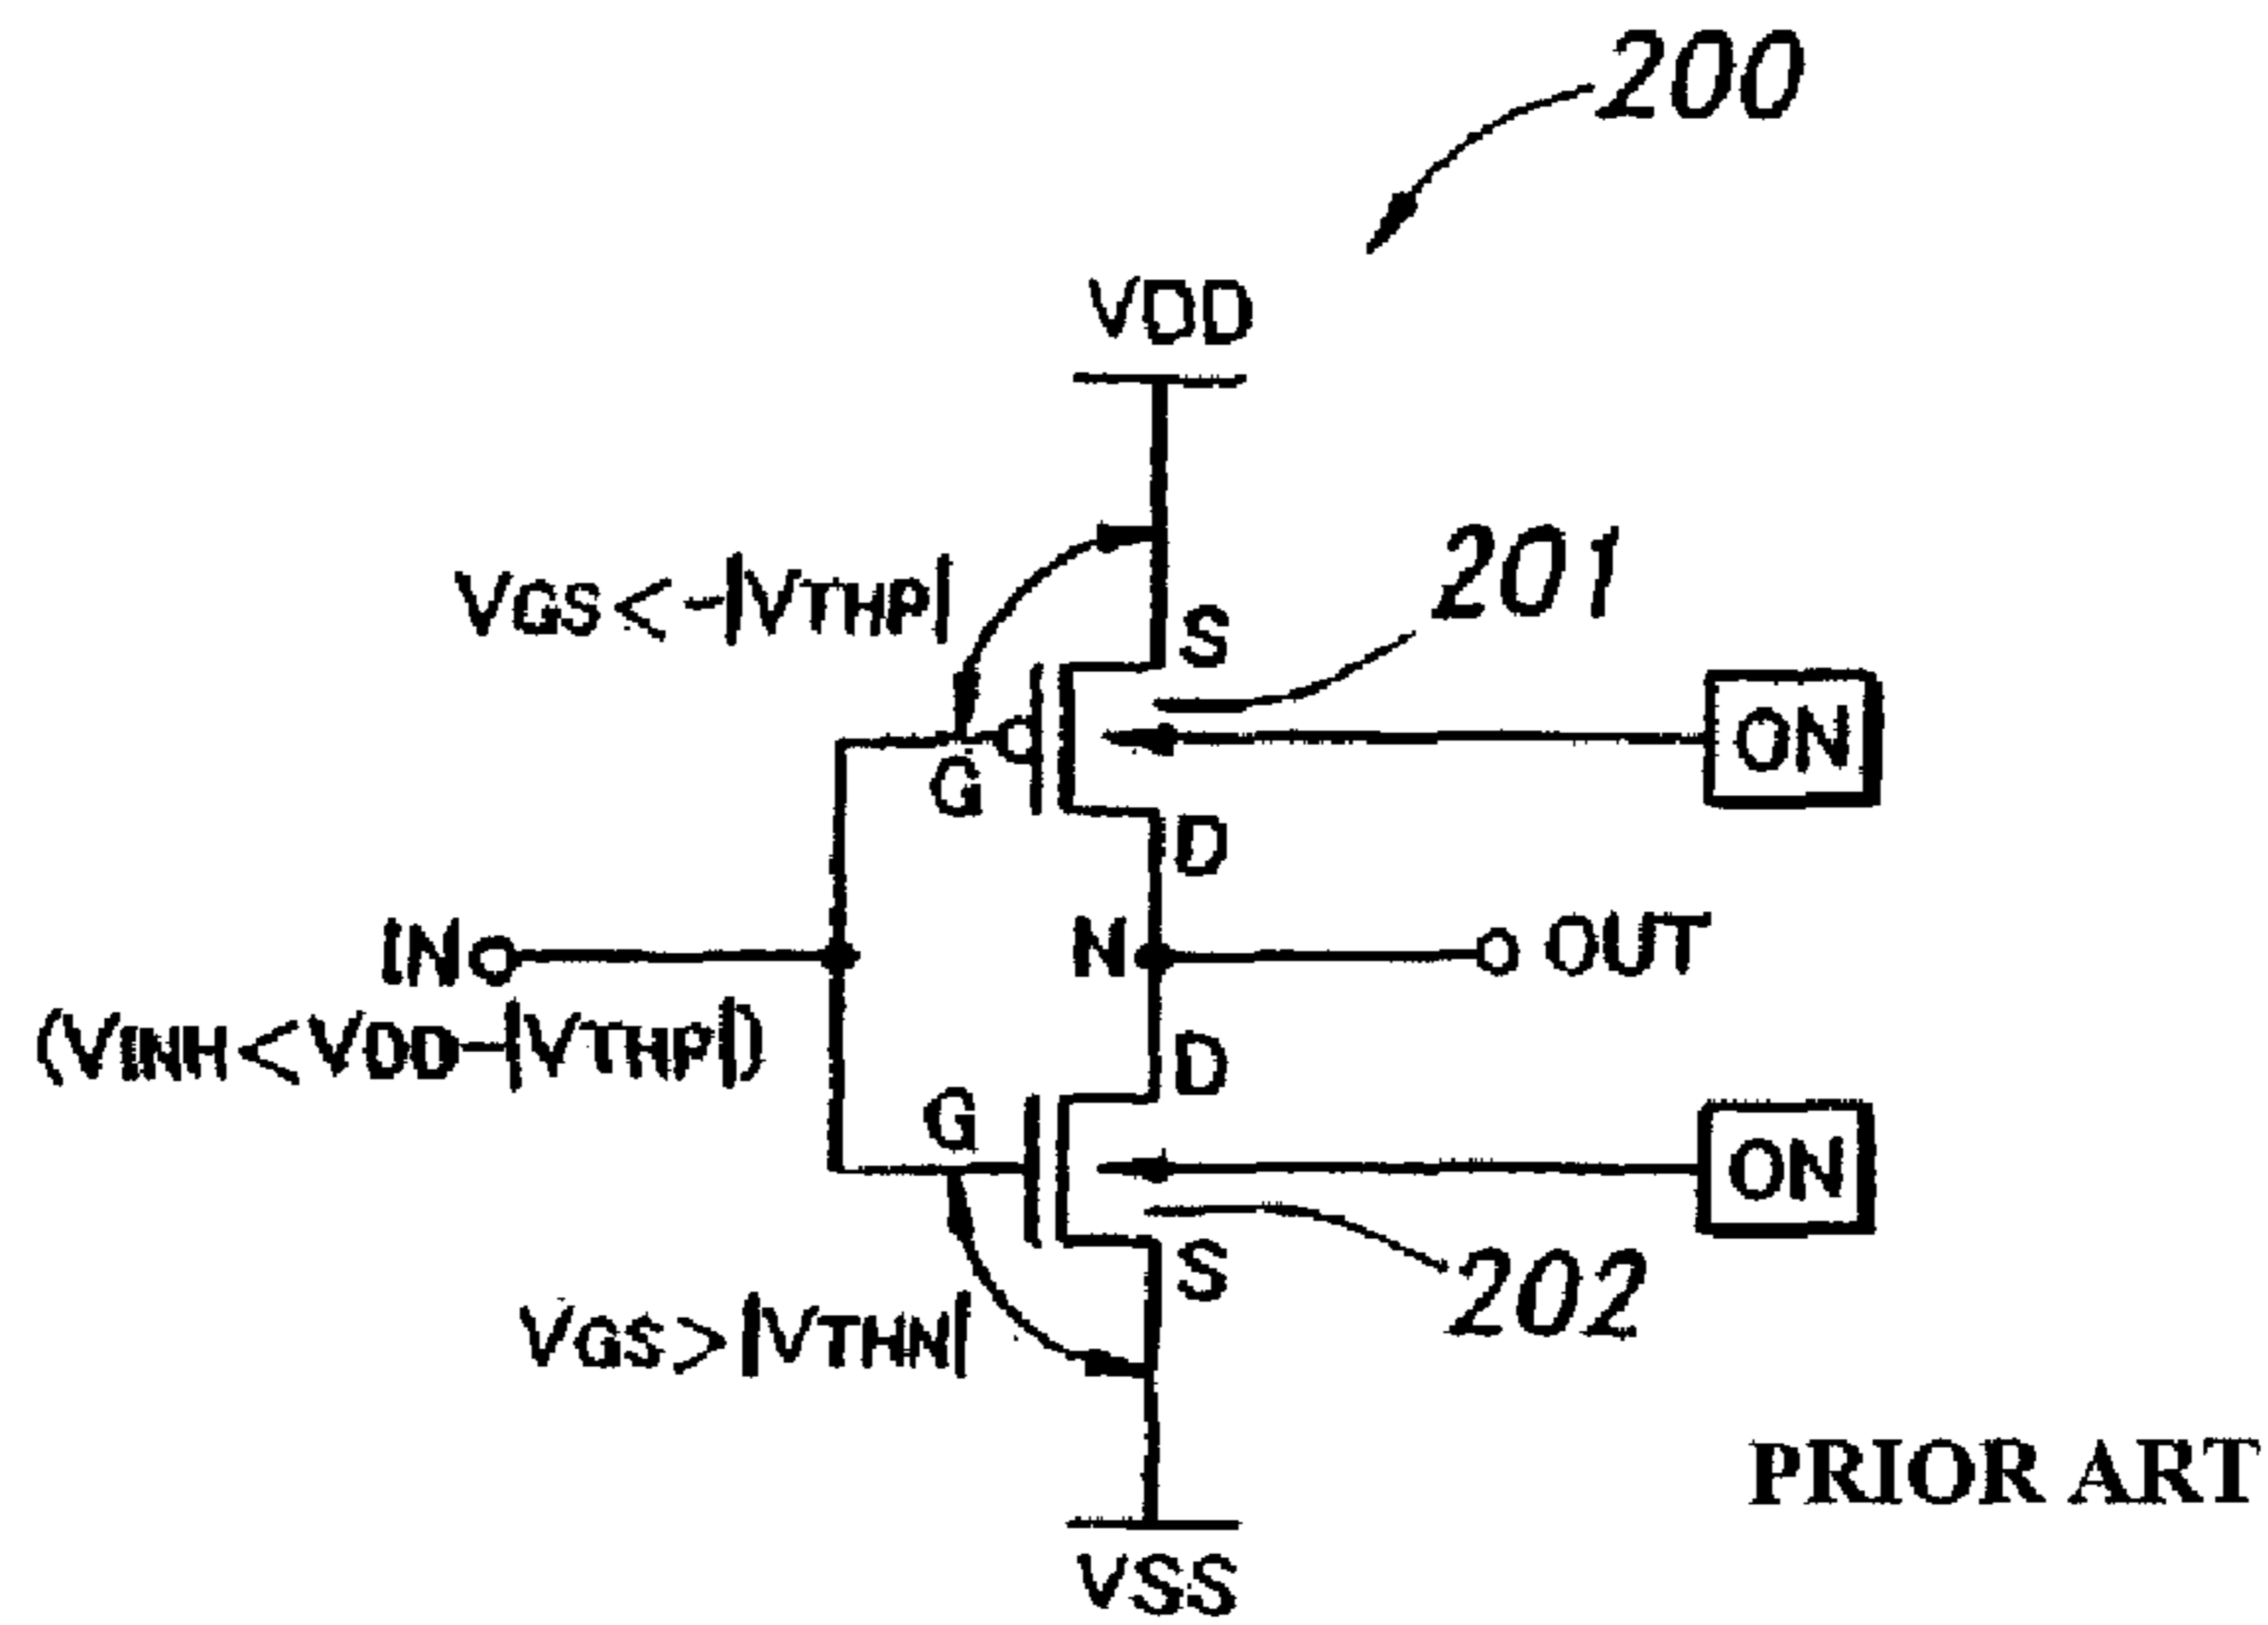 200
VDD
VGS<-|VTHP|
201
S
ON
G
D
IN
N
OUT
(VINH<VDD-|VTHP|)
D
G
ON
S
202
VGS>|VTHN|
PRIOR ART
VSS